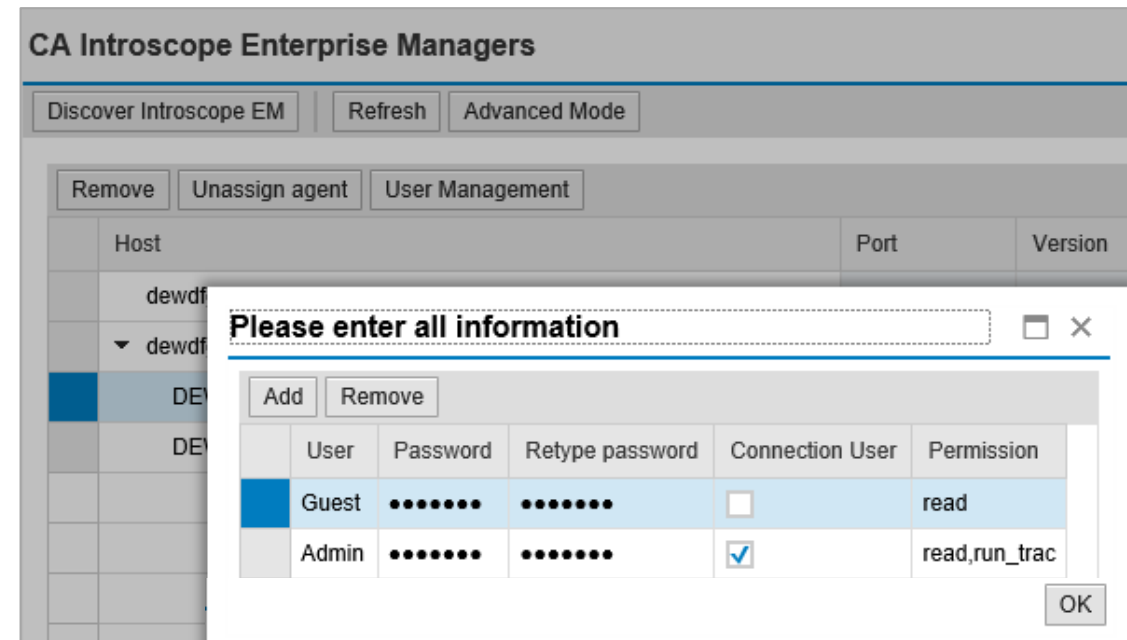 CA Introscope Enterprise Managers
Discover Introscope EM Refresh Advanced Mode
Remove Unassign agent User Management
Host Port Version
Please enter all information
Add Remove
User Password Retype password Connection User Permission
Guest ●●●●●●● ●●●●●●● read
Admin ●●●●●●● ●●●●●●● read,run_trac
OK